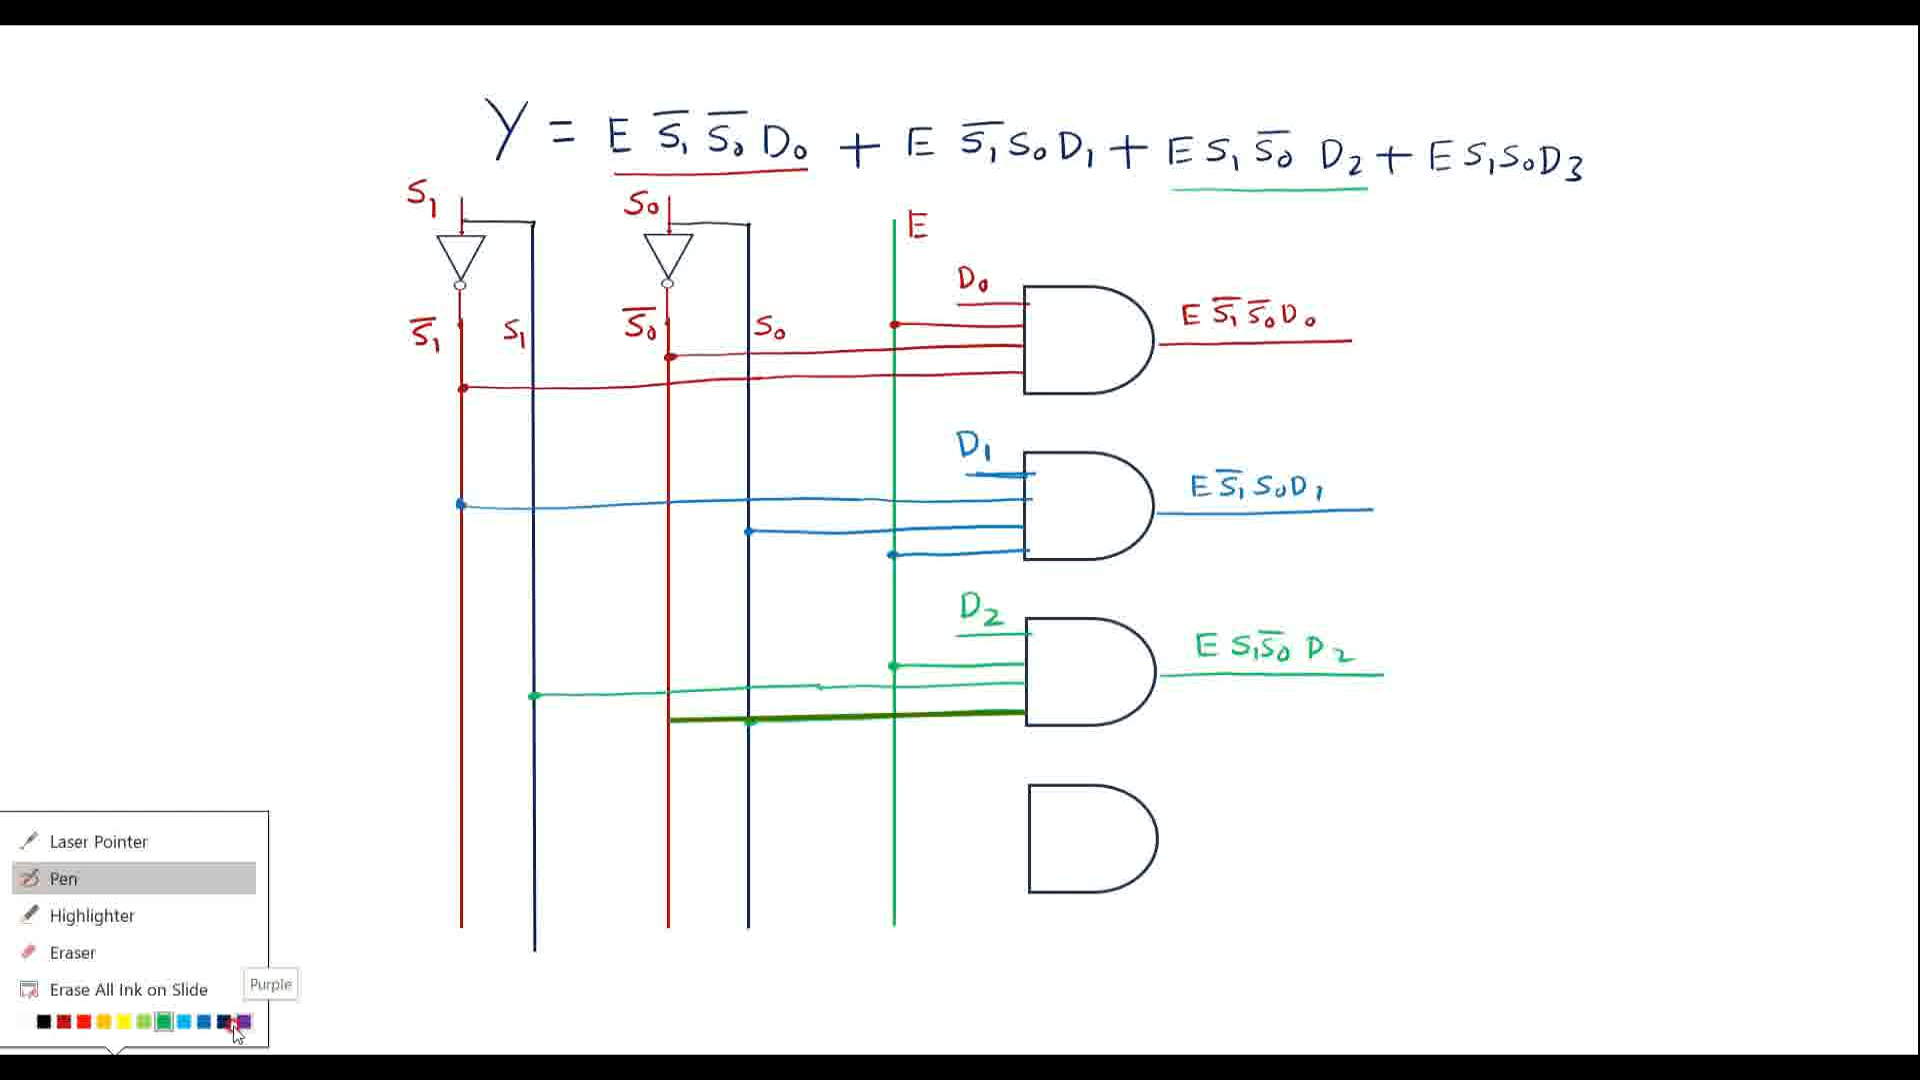 Y = E S̅₁ S̅₀ D₀ + E S̅₁ S₀ D₁ + E S₁ S̅₀ D₂ + E S₁ S₀ D₃
S₁
S₀
E
D₀
E S̅₁ S̅₀ D₀
S̅₁
S₁
S̅₀
S₀
D₁
E S̅₁ S₀ D₁
D₂
E S₁ S̅₀ D₂
Laser Pointer
Pen
Highlighter
Eraser
Erase All Ink on Slide
Purple